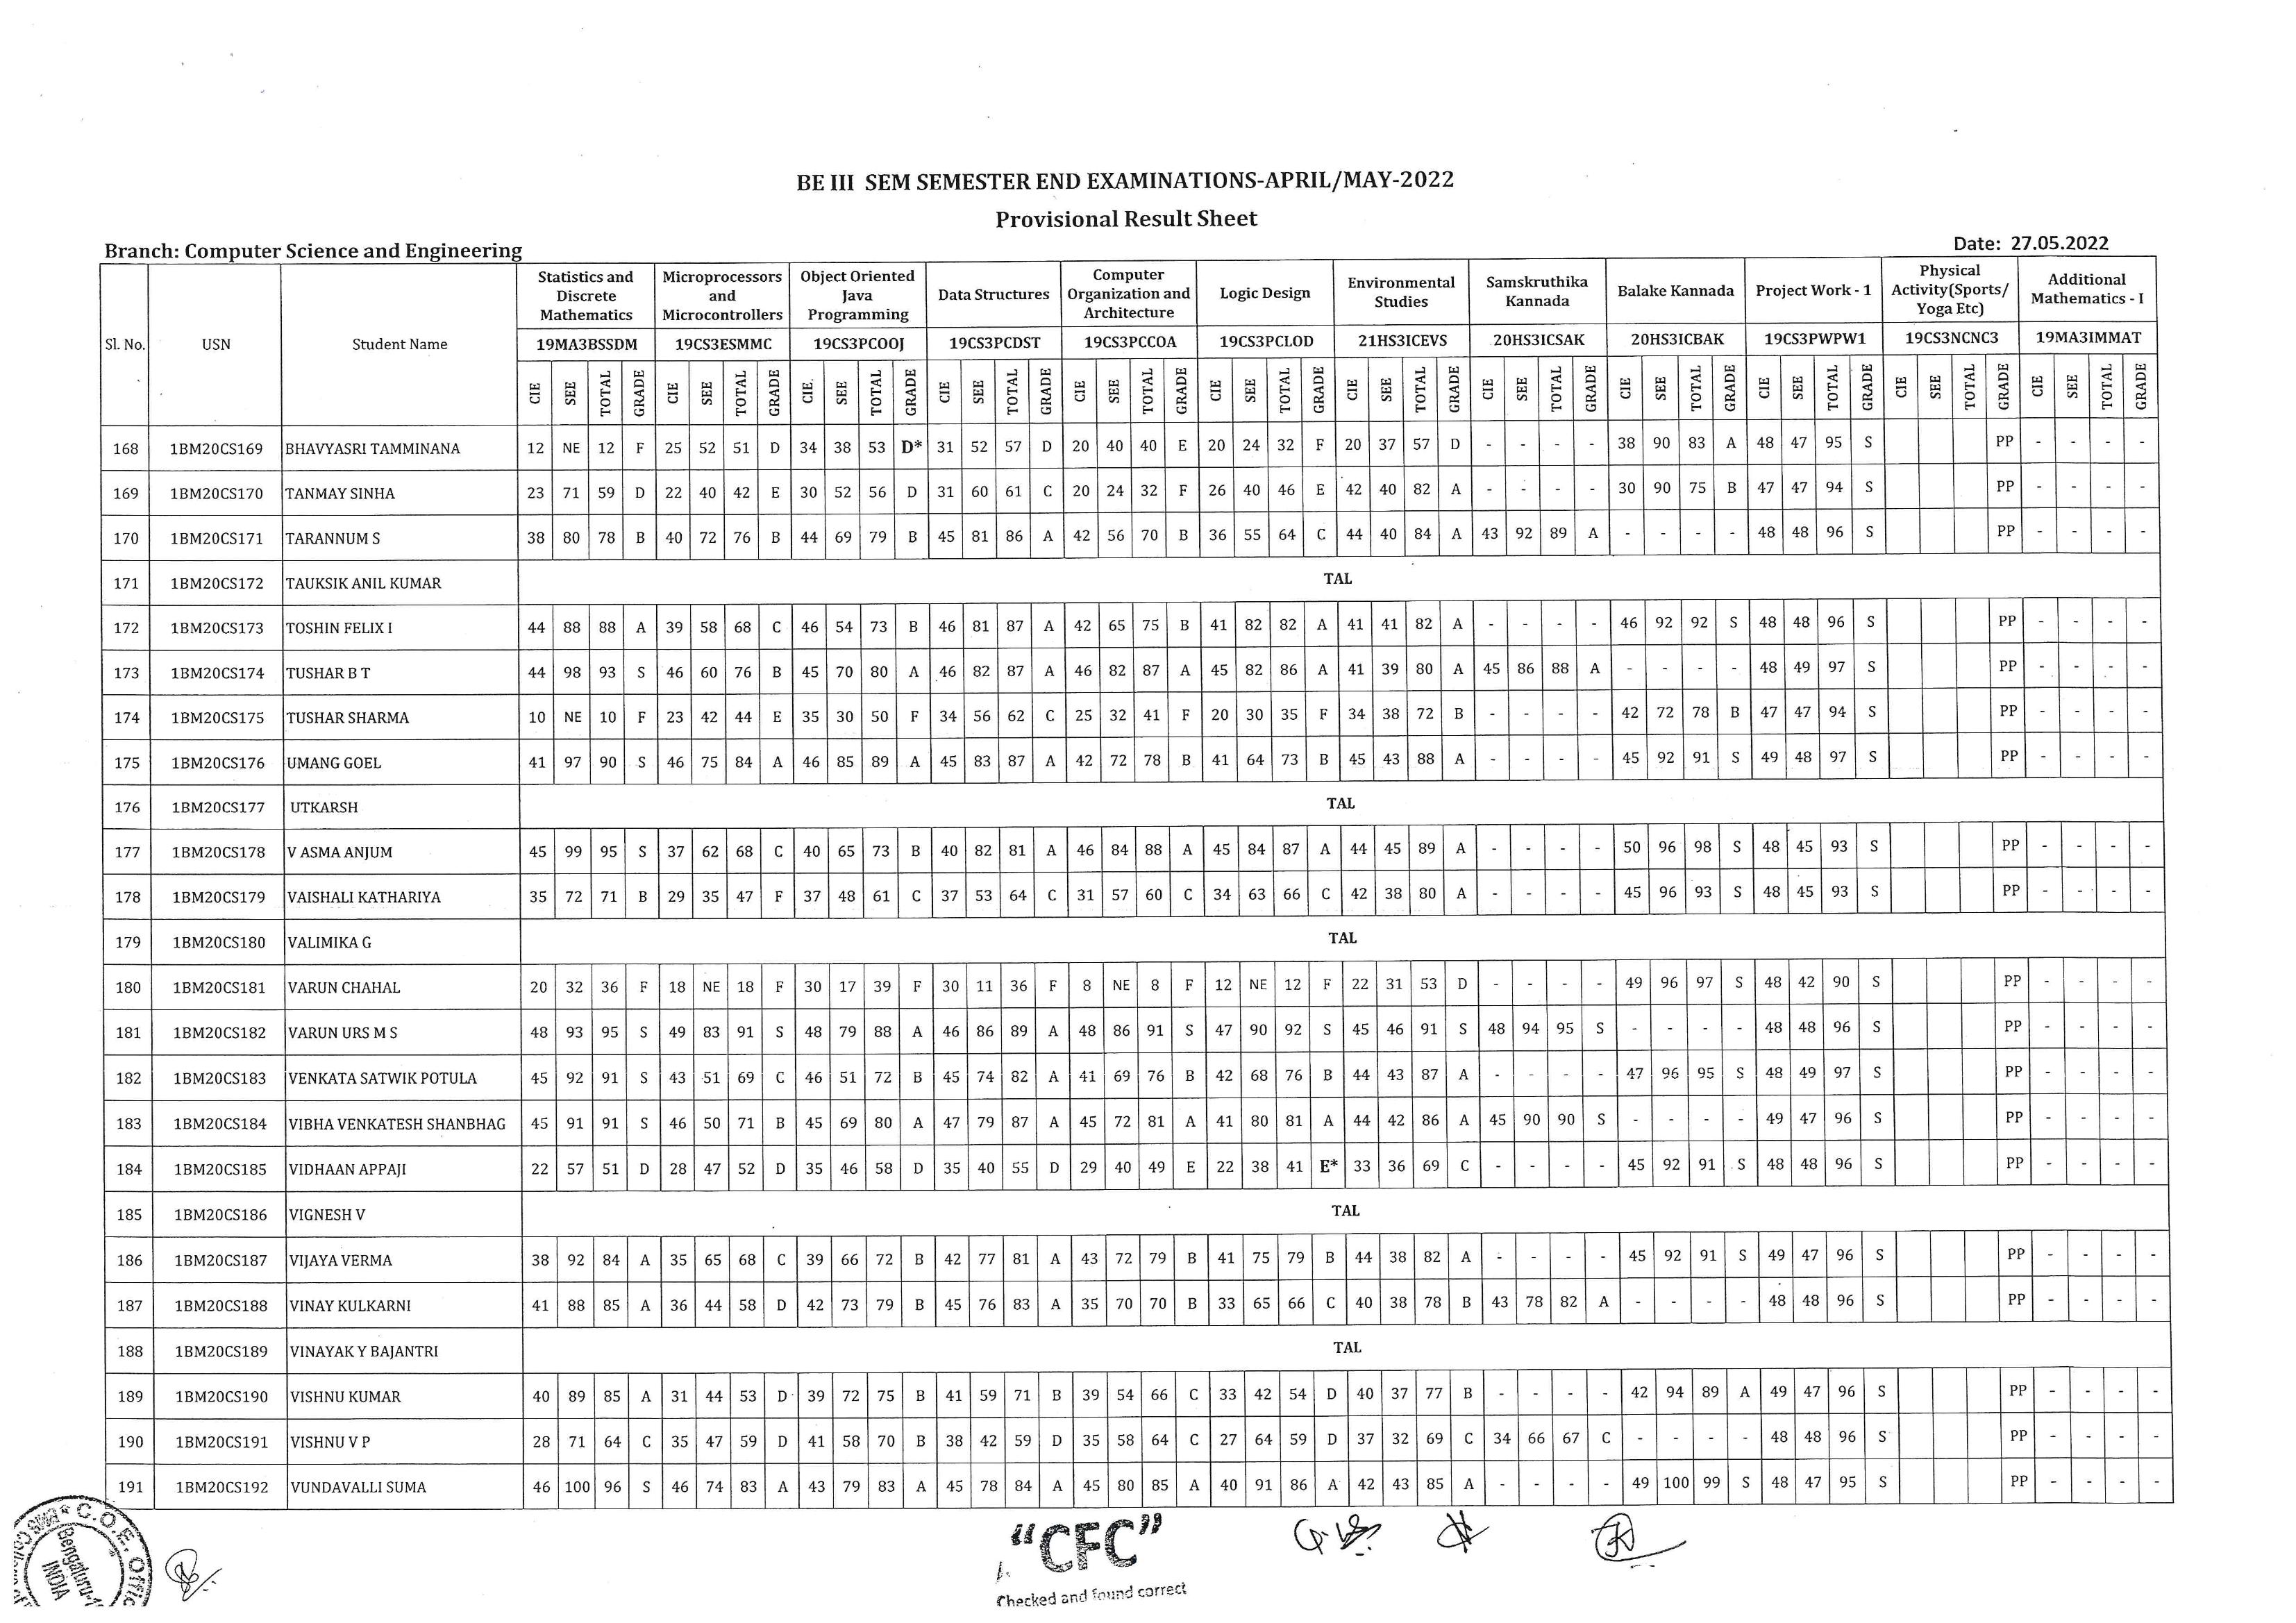 BE III SEM SEMESTER END EXAMINATIONS-APRIL/MAY-2022
Provisional Result Sheet
Branch: Computer Science and Engineering Date: 27.05.2022
Sl. No. USN Student Name Statistics and Discrete Mathematics Microprocessors and Microcontrollers Object Oriented Java Programming Data Structures Computer Organization and Architecture Logic Design Environmental Studies Samskruthika Kannada Balake Kannada Project Work - 1 Physical Activity(Sports/ Yoga Etc) Additional Mathematics - I
19MA3BSSDM 19CS3ESMMC 19CS3PCOOJ 19CS3PCDST 19CS3PCCOA 19CS3PCLOD 21HS3ICEVS 20HS3ICSAK 20HS3ICBAK 19CS3PWPW1 19CS3NCNC3 19MA3IMMAT
CIE SEE TOTAL GRADE CIE SEE TOTAL GRADE CIE SEE TOTAL GRADE CIE SEE TOTAL GRADE CIE SEE TOTAL GRADE CIE SEE TOTAL GRADE CIE SEE TOTAL GRADE CIE SEE TOTAL GRADE CIE SEE TOTAL GRADE CIE SEE TOTAL GRADE CIE SEE TOTAL GRADE CIE SEE TOTAL GRADE
168 1BM20CS169 BHAVYASRI TAMMINANA 12 NE 12 F 25 52 51 D 34 38 53 D* 31 52 57 D 20 40 40 E 20 24 32 F 20 37 57 D - - - - 38 90 83 A 48 47 95 S PP - - - -
169 1BM20CS170 TANMAY SINHA 23 71 59 D 22 40 42 E 30 52 56 D 31 60 61 C 20 24 32 F 26 40 46 E 42 40 82 A - - - - 30 90 75 B 47 47 94 S PP - - - -
170 1BM20CS171 TARANNUM S 38 80 78 B 40 72 76 B 44 69 79 B 45 81 86 A 42 56 70 B 36 55 64 C 44 40 84 A 43 92 89 A - - - - 48 48 96 S PP - - - -
171 1BM20CS172 TAUKSIK ANIL KUMAR TAL
172 1BM20CS173 TOSHIN FELIX I 44 88 88 A 39 58 68 C 46 54 73 B 46 81 87 A 42 65 75 B 41 82 82 A 41 41 82 A - - - - 46 92 92 S 48 48 96 S PP - - - -
173 1BM20CS174 TUSHAR B T 44 98 93 S 46 60 76 B 45 70 80 A 46 82 87 A 46 82 87 A 45 82 86 A 41 39 80 A 45 86 88 A - - - - 48 49 97 S PP - - - -
174 1BM20CS175 TUSHAR SHARMA 10 NE 10 F 23 42 44 E 35 30 50 F 34 56 62 C 25 32 41 F 20 30 35 F 34 38 72 B - - - - 42 72 78 B 47 47 94 S PP - - - -
175 1BM20CS176 UMANG GOEL 41 97 90 S 46 75 84 A 46 85 89 A 45 83 87 A 42 72 78 B 41 64 73 B 45 43 88 A - - - - 45 92 91 S 49 48 97 S PP - - - -
176 1BM20CS177 UTKARSH TAL
177 1BM20CS178 V ASMA ANJUM 45 99 95 S 37 62 68 C 40 65 73 B 40 82 81 A 46 84 88 A 45 84 87 A 44 45 89 A - - - - 50 96 98 S 48 45 93 S PP - - - -
178 1BM20CS179 VAISHALI KATHARIYA 35 72 71 B 29 35 47 F 37 48 61 C 37 53 64 C 31 57 60 C 34 63 66 C 42 38 80 A - - - - 45 96 93 S 48 45 93 S PP - - - -
179 1BM20CS180 VALIMIKA G TAL
180 1BM20CS181 VARUN CHAHAL 20 32 36 F 18 NE 18 F 30 17 39 F 30 11 36 F 8 NE 8 F 12 NE 12 F 22 31 53 D - - - - 49 96 97 S 48 42 90 S PP - - - -
181 1BM20CS182 VARUN URS M S 48 93 95 S 49 83 91 S 48 79 88 A 46 86 89 A 48 86 91 S 47 90 92 S 45 46 91 S 48 94 95 S - - - - 48 48 96 S PP - - - -
182 1BM20CS183 VENKATA SATWIK POTULA 45 92 91 S 43 51 69 C 46 51 72 B 45 74 82 A 41 69 76 B 42 68 76 B 44 43 87 A - - - - 47 96 95 S 48 49 97 S PP - - - -
183 1BM20CS184 VIBHA VENKATESH SHANBHAG 45 91 91 S 46 50 71 B 45 69 80 A 47 79 87 A 45 72 81 A 41 80 81 A 44 42 86 A 45 90 90 S - - - - 49 47 96 S PP - - - -
184 1BM20CS185 VIDHAAN APPAJI 22 57 51 D 28 47 52 D 35 46 58 D 35 40 55 D 29 40 49 E 22 38 41 E* 33 36 69 C - - - - 45 92 91 S 48 48 96 S PP - - - -
185 1BM20CS186 VIGNESH V TAL
186 1BM20CS187 VIJAYA VERMA 38 92 84 A 35 65 68 C 39 66 72 B 42 77 81 A 43 72 79 B 41 75 79 B 44 38 82 A - - - - 45 92 91 S 49 47 96 S PP - - - -
187 1BM20CS188 VINAY KULKARNI 41 88 85 A 36 44 58 D 42 73 79 B 45 76 83 A 35 70 70 B 33 65 66 C 40 38 78 B 43 78 82 A - - - - 48 48 96 S PP - - - -
188 1BM20CS189 VINAYAK Y BAJANTRI TAL
189 1BM20CS190 VISHNU KUMAR 40 89 85 A 31 44 53 D 39 72 75 B 41 59 71 B 39 54 66 C 33 42 54 D 40 37 77 B - - - - 42 94 89 A 49 47 96 S PP - - - -
190 1BM20CS191 VISHNU V P 28 71 64 C 35 47 59 D 41 58 70 B 38 42 59 D 35 58 64 C 27 64 59 D 37 32 69 C 34 66 67 C - - - - 48 48 96 S PP - - - -
191 1BM20CS192 VUNDAVALLI SUMA 46 100 96 S 46 74 83 A 43 79 83 A 45 78 84 A 45 80 85 A 40 91 86 A 42 43 85 A - - - - 49 100 99 S 48 47 95 S PP - - - -
C.O.E. Offic
Bengaluru-1
INDIA
"CFC"
Checked and found correct